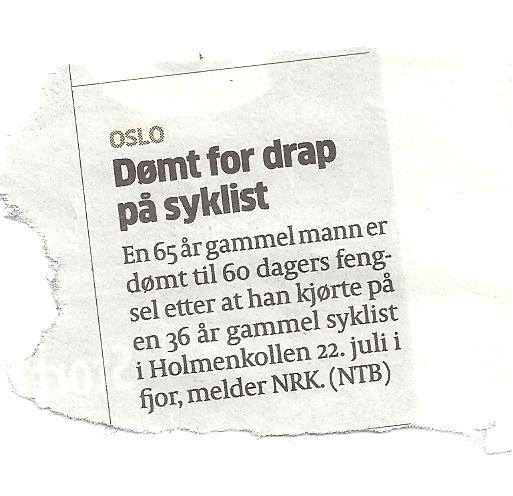 OSLO
Dømt for drap
på syklist
En 65 år gammel mann er
dømt til 60 dagers feng-
sel etter at han kjørte på
en 36 år gammel syklist
i Holmenkollen 22. juli i
fjor, melder NRK. (NTB)